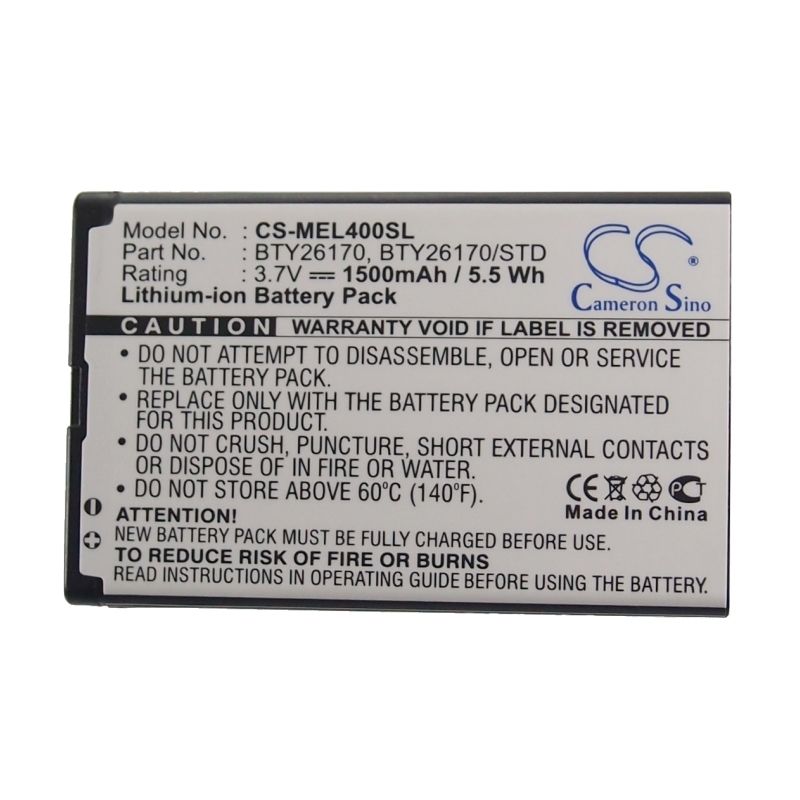 Model No. : CS-MEL400SL
Part No. : BTY26170, BTY26170/STD
Rating : 3.7V 1500mAh / 5.5 Wh
Lithium-ion Battery Pack
CS ®
Cameron Sino
CAUTION WARRANTY VOID IF LABEL IS REMOVED
• DO NOT ATTEMPT TO DISASSEMBLE, OPEN OR SERVICE
THE BATTERY PACK.
• REPLACE ONLY WITH THE BATTERY PACK DESIGNATED
FOR THIS PRODUCT.
• DO NOT CRUSH, PUNCTURE, SHORT EXTERNAL CONTACTS
OR DISPOSE OF IN FIRE OR WATER.
• DO NOT STORE ABOVE 60°C (140°F).
CE PCT
Made In China
ATTENTION!
NEW BATTERY PACK MUST BE FULLY CHARGED BEFORE USE.
TO REDUCE RISK OF FIRE OR BURNS
READ INSTRUCTIONS IN OPERATING GUIDE BEFORE USING THE BATTERY.